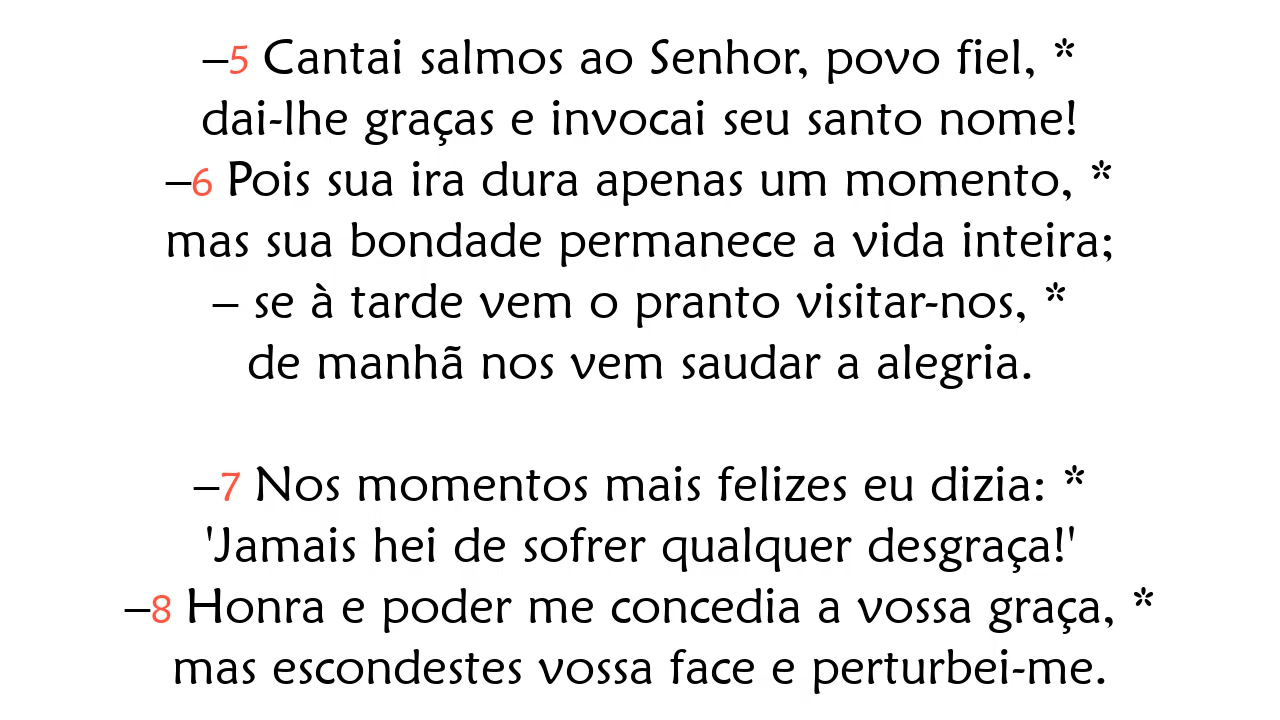 –5 Cantai salmos ao Senhor, povo fiel, *
dai-lhe graças e invocai seu santo nome!
–6 Pois sua ira dura apenas um momento, *
mas sua bondade permanece a vida inteira;
– se à tarde vem o pranto visitar-nos, *
de manhã nos vem saudar a alegria.
–7 Nos momentos mais felizes eu dizia: *
'Jamais hei de sofrer qualquer desgraça!'
–8 Honra e poder me concedia a vossa graça, *
mas escondestes vossa face e perturbei-me.